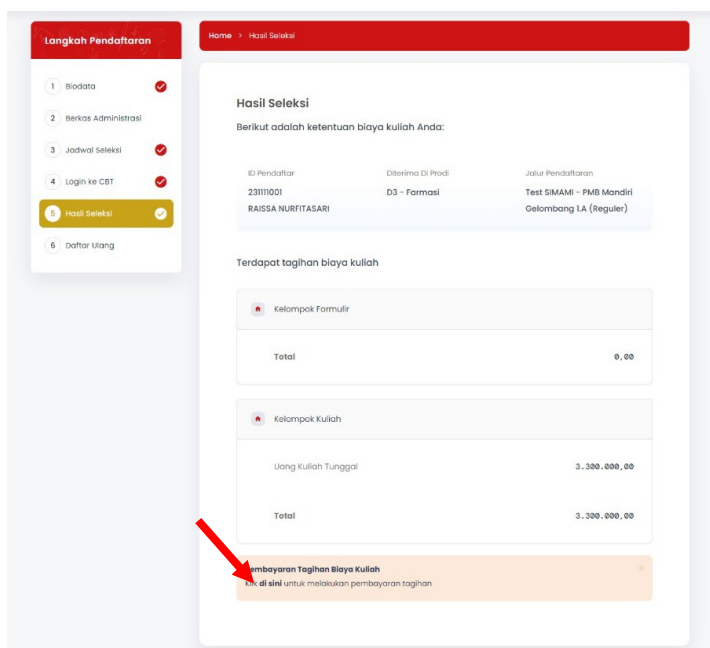 Langkah Pendaftaran
1 Biodata
2 Berkas Administrasi
3 Jadwal Seleksi
4 Login ke CBT
5 Hasil Seleksi
6 Daftar Ulang
Home > Hasil Seleksi
Hasil Seleksi
Berikut adalah ketentuan biaya kuliah Anda:
ID Pendaftar Diterima Di Prodi Jalur Pendaftaran
231111001 D3 - Farmasi Test SIMAMI - PMB Mandiri
RAISSA NURFITASARI Gelombang 1.A (Reguler)
Terdapat tagihan biaya kuliah
Kelompok Formulir
Total 0,00
Kelompok Kuliah
Uang Kuliah Tunggal 3.300.000,00
Total 3.300.000,00
embayaran Tagihan Biaya Kuliah
di sini untuk melakukan pembayaran tagihan